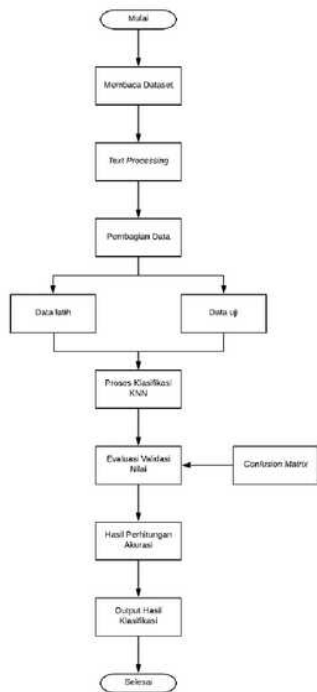 Mulai
Membaca Dataset
Text Processing
Pembagian Data
Data latih
Data uji
Proses Klasifikasi
KNN
Evaluasi Validasi
Nilai
Confusion Matrix
Hasil Perhitungan
Akurasi
Output Hasil
Klasifikasi
Selesai